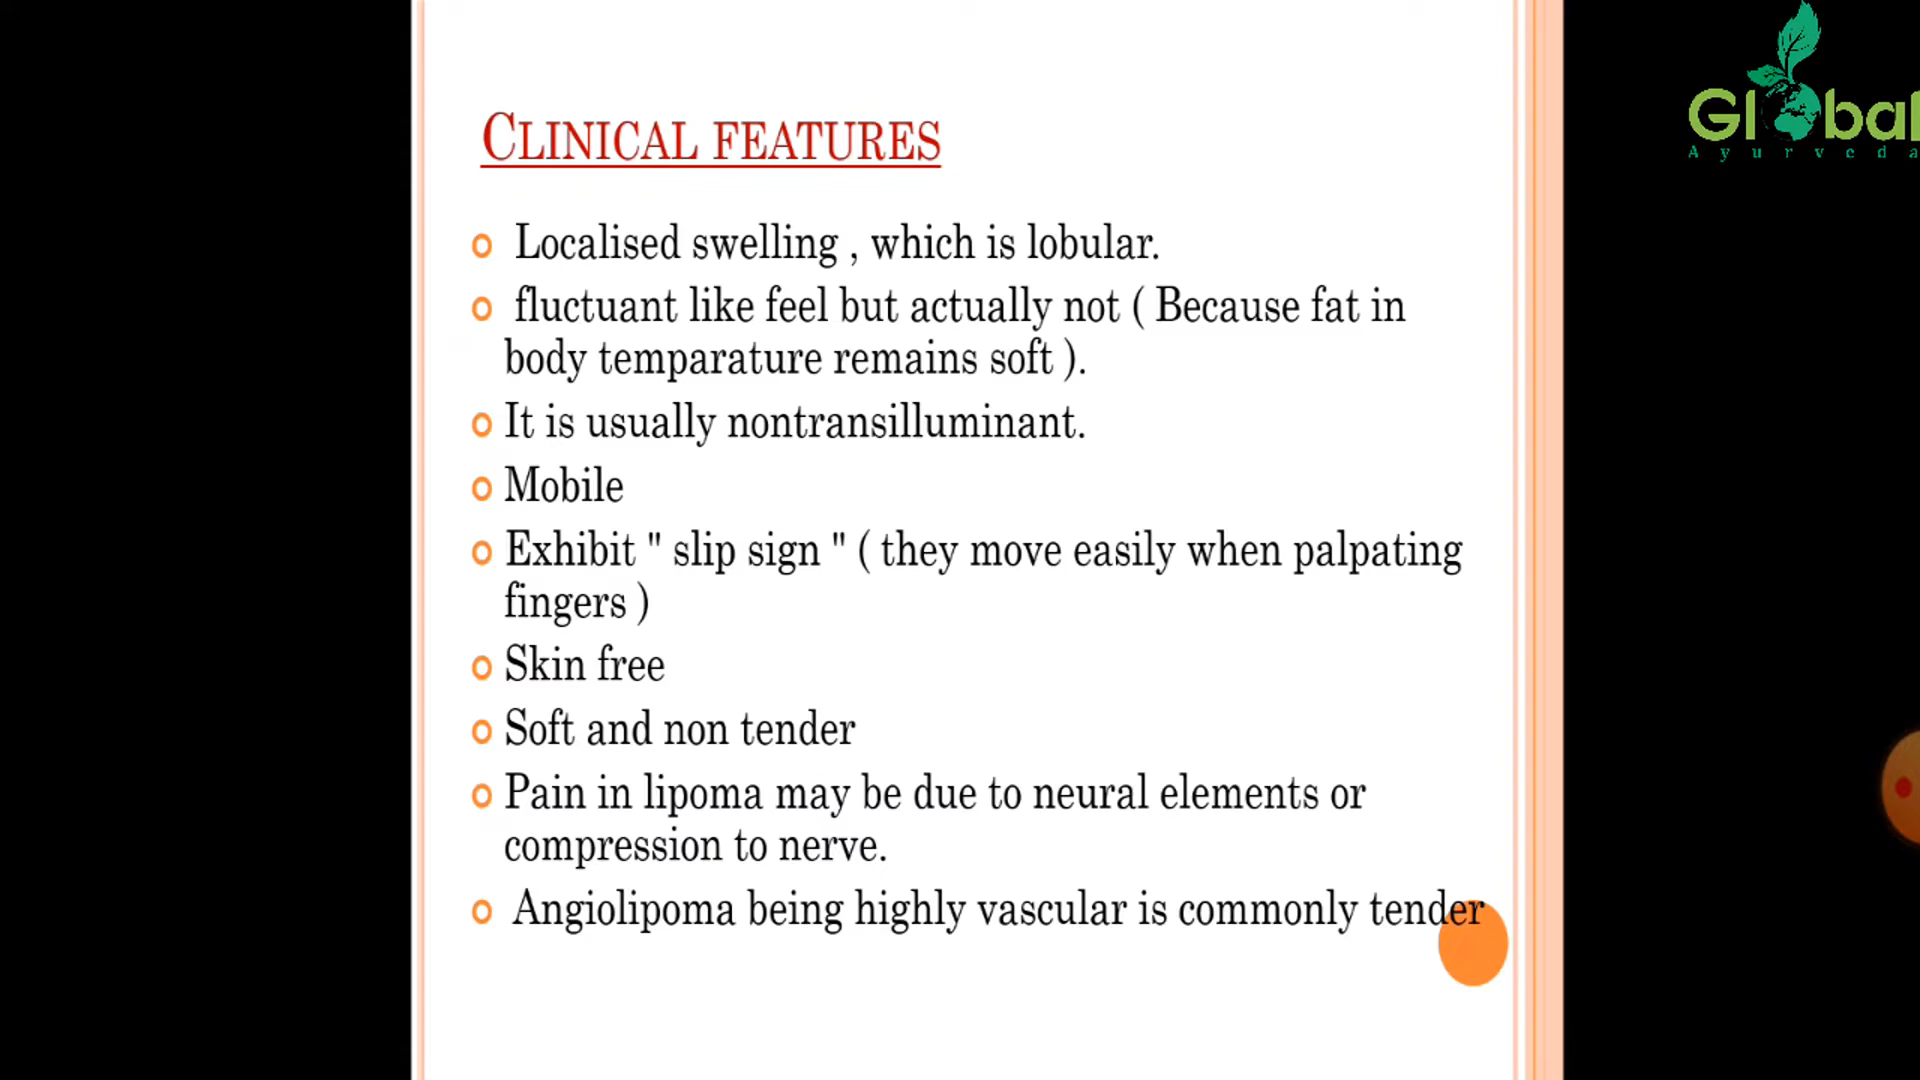 CLINICAL FEATURES
Localised swelling , which is lobular.
fluctuant like feel but actually not ( Because fat in
body temparature remains soft ).
It is usually nontransilluminant.
Mobile
Exhibit " slip sign " ( they move easily when palpating
fingers )
Skin free
Soft and non tender
Pain in lipoma may be due to neural elements or
compression to nerve.
Angiolipoma being highly vascular is commonly tender
Global
Ayurveda